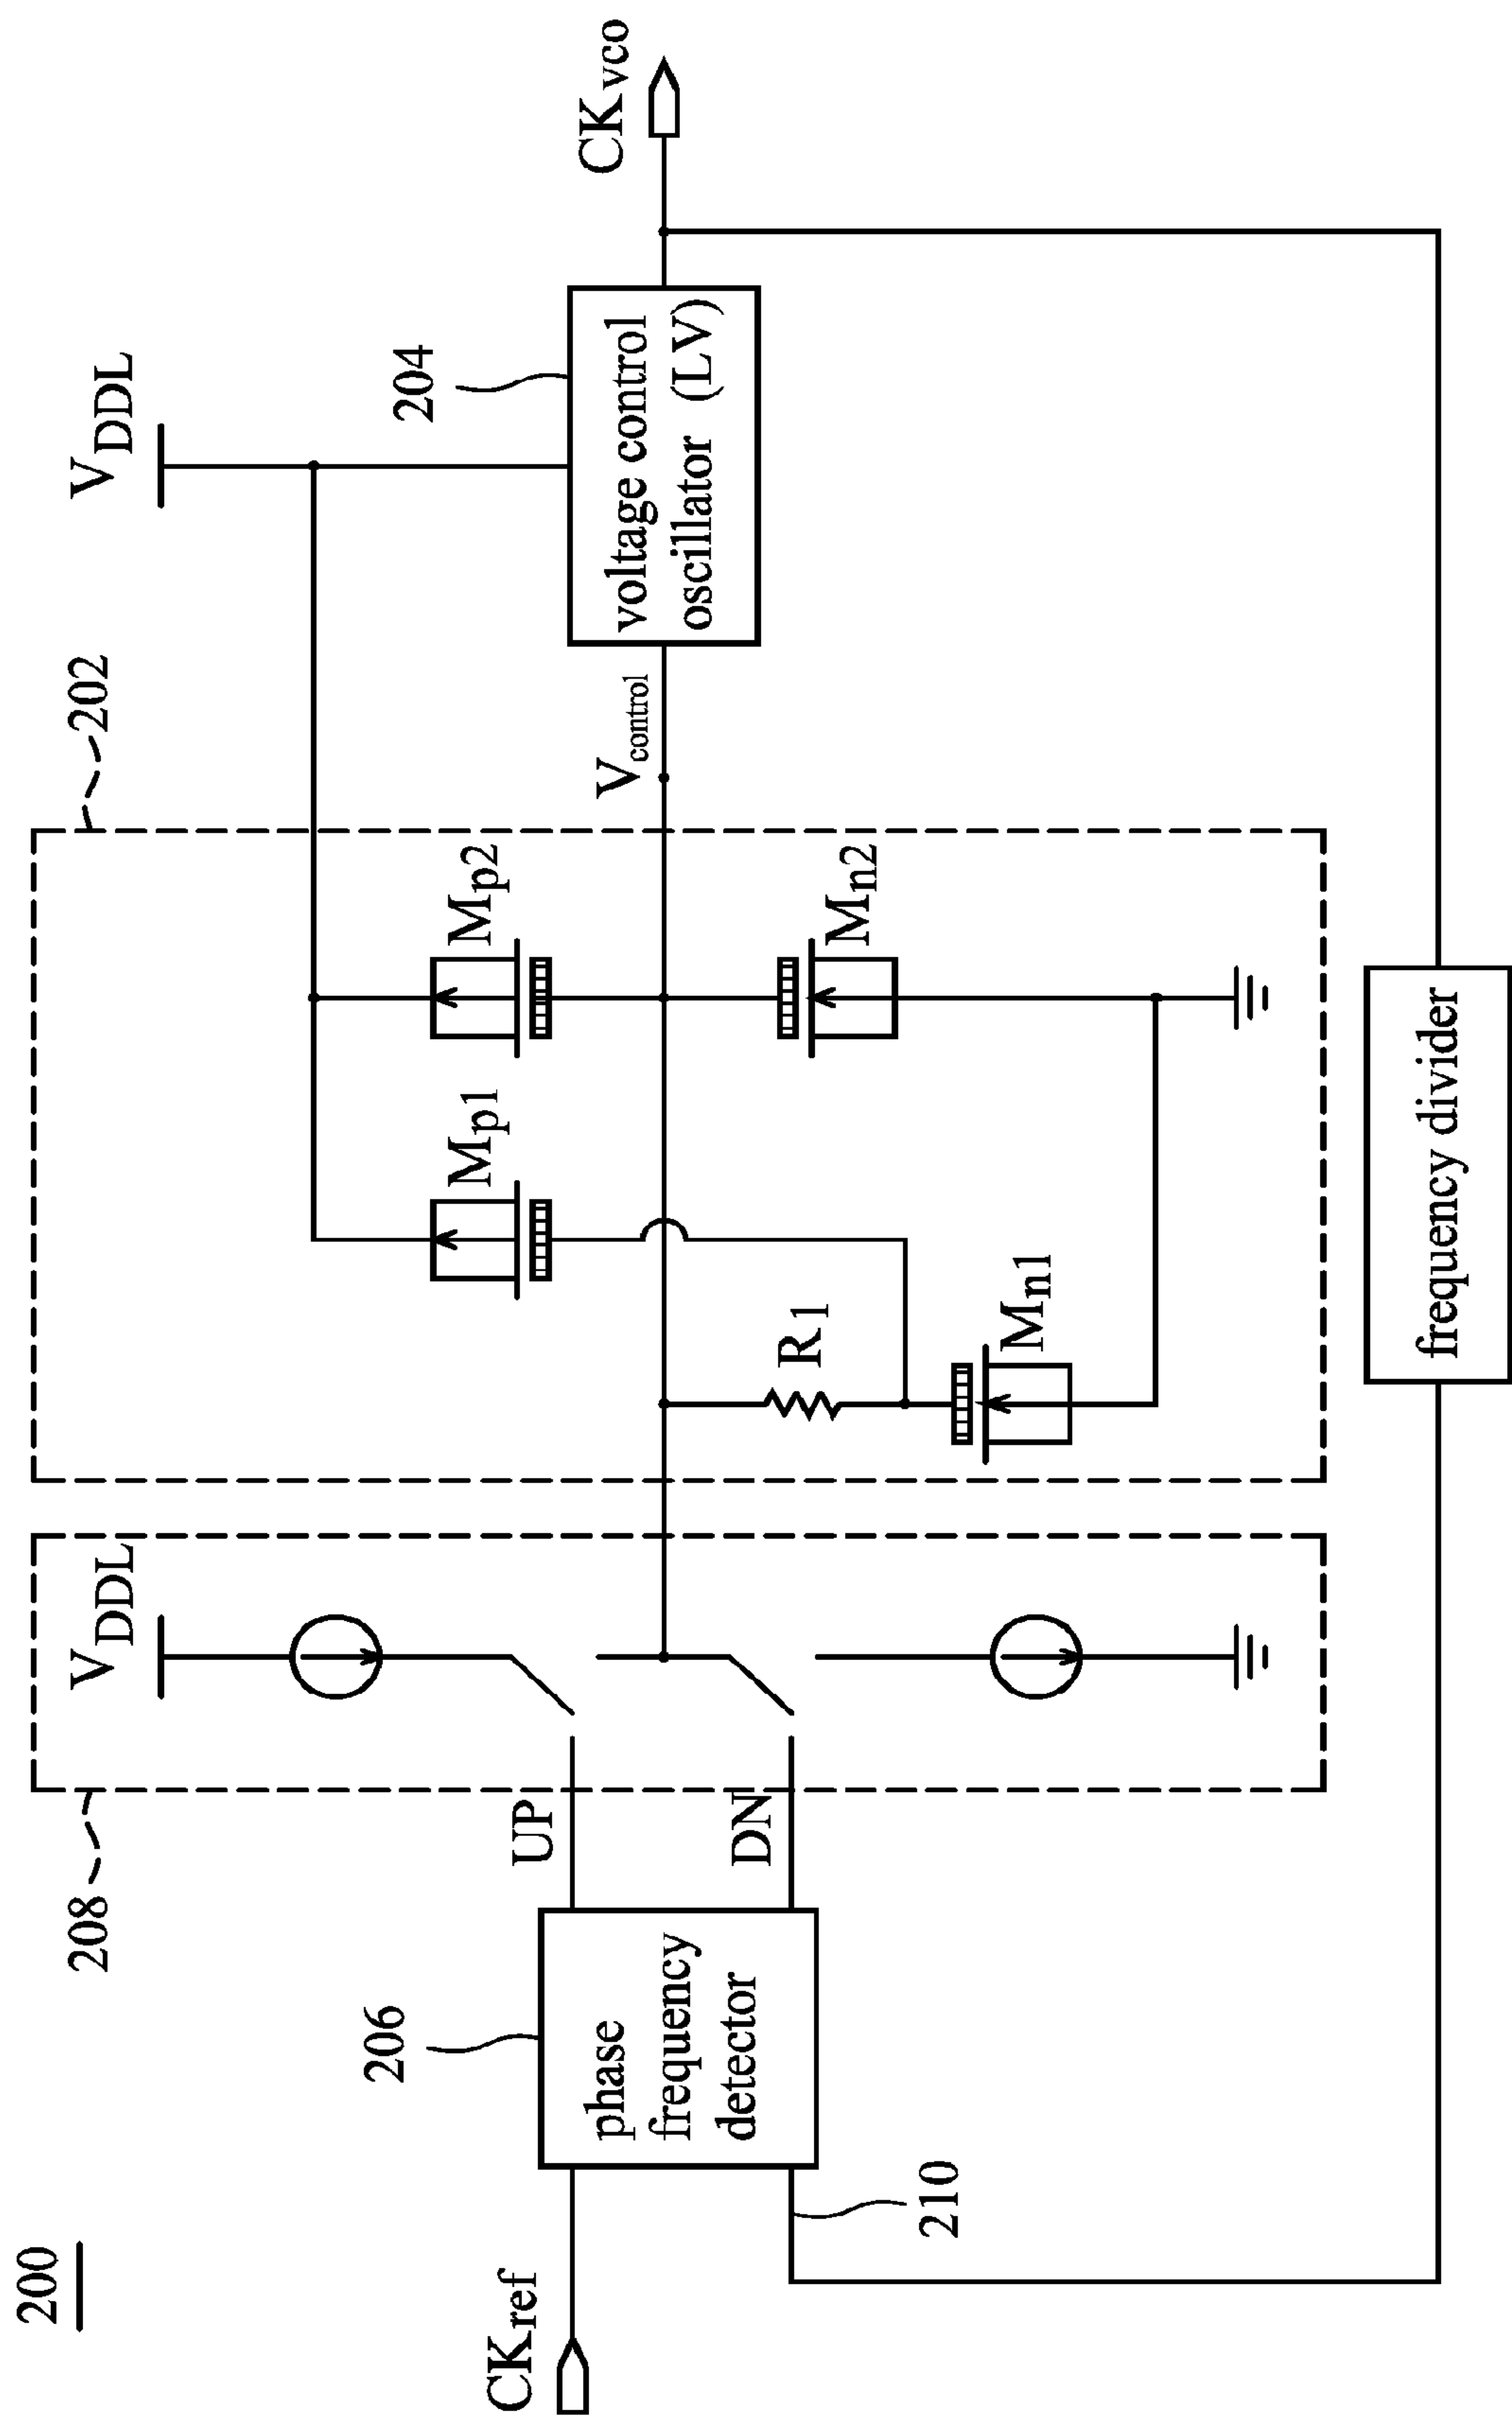 200
CKref
206
phase
frequency
detector
210
UP
DN
208
VDDL
202
R1
Mn1
Mp1
Mp2
Mn2
Vcontrol
VDDL
204
voltage control
oscillator (LV)
CKvco
frequency divider